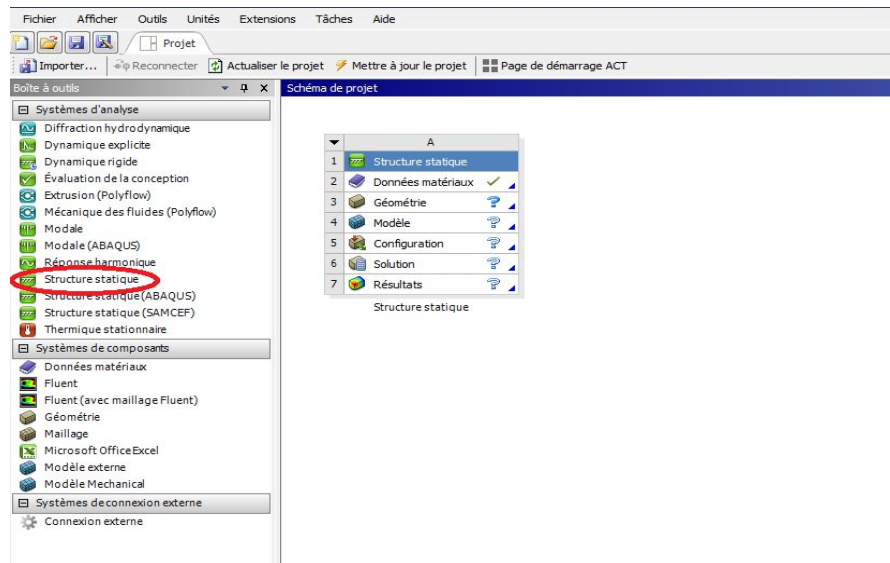 Fichier Afficher Outils Unités Extensions Tâches Aide
Projet
Importer... Reconnecter Actualiser le projet Mettre à jour le projet Page de démarrage ACT
Boîte à outils
Systèmes d'analyse
Diffraction hydrodynamique
Dynamique explicite
Dynamique rigide
Évaluation de la conception
Extrusion (Polyflow)
Mécanique des fluides (Polyflow)
Modale
Modale (ABAQUS)
Réponse harmonique
Structure statique
Structure statique (ABAQUS)
Structure statique (SAMCEF)
Thermique stationnaire
Systèmes de composants
Données matériaux
Fluent
Fluent (avec maillage Fluent)
Géométrie
Maillage
Microsoft Office Excel
Modèle externe
Modèle Mechanical
Systèmes de connexion externe
Connexion externe
Schéma de projet
A
1 Structure statique
2 Données matériaux
3 Géométrie ?
4 Modèle ?
5 Configuration ?
6 Solution ?
7 Résultats ?
Structure statique